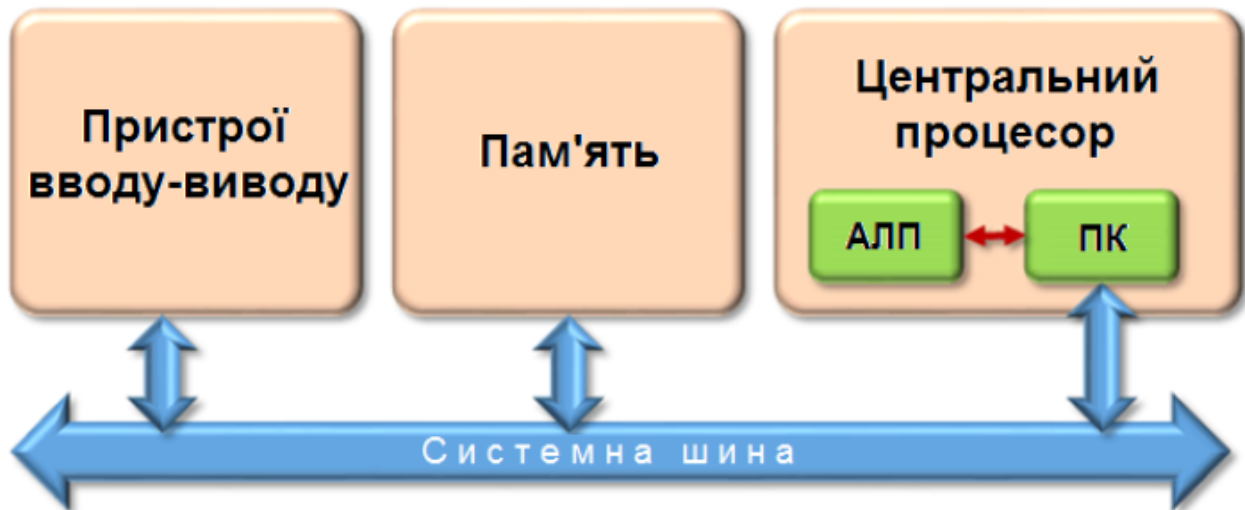 Пристрої
вводу-виводу
Пам'ять
Центральний
процесор
АЛП
ПК
Системна шина